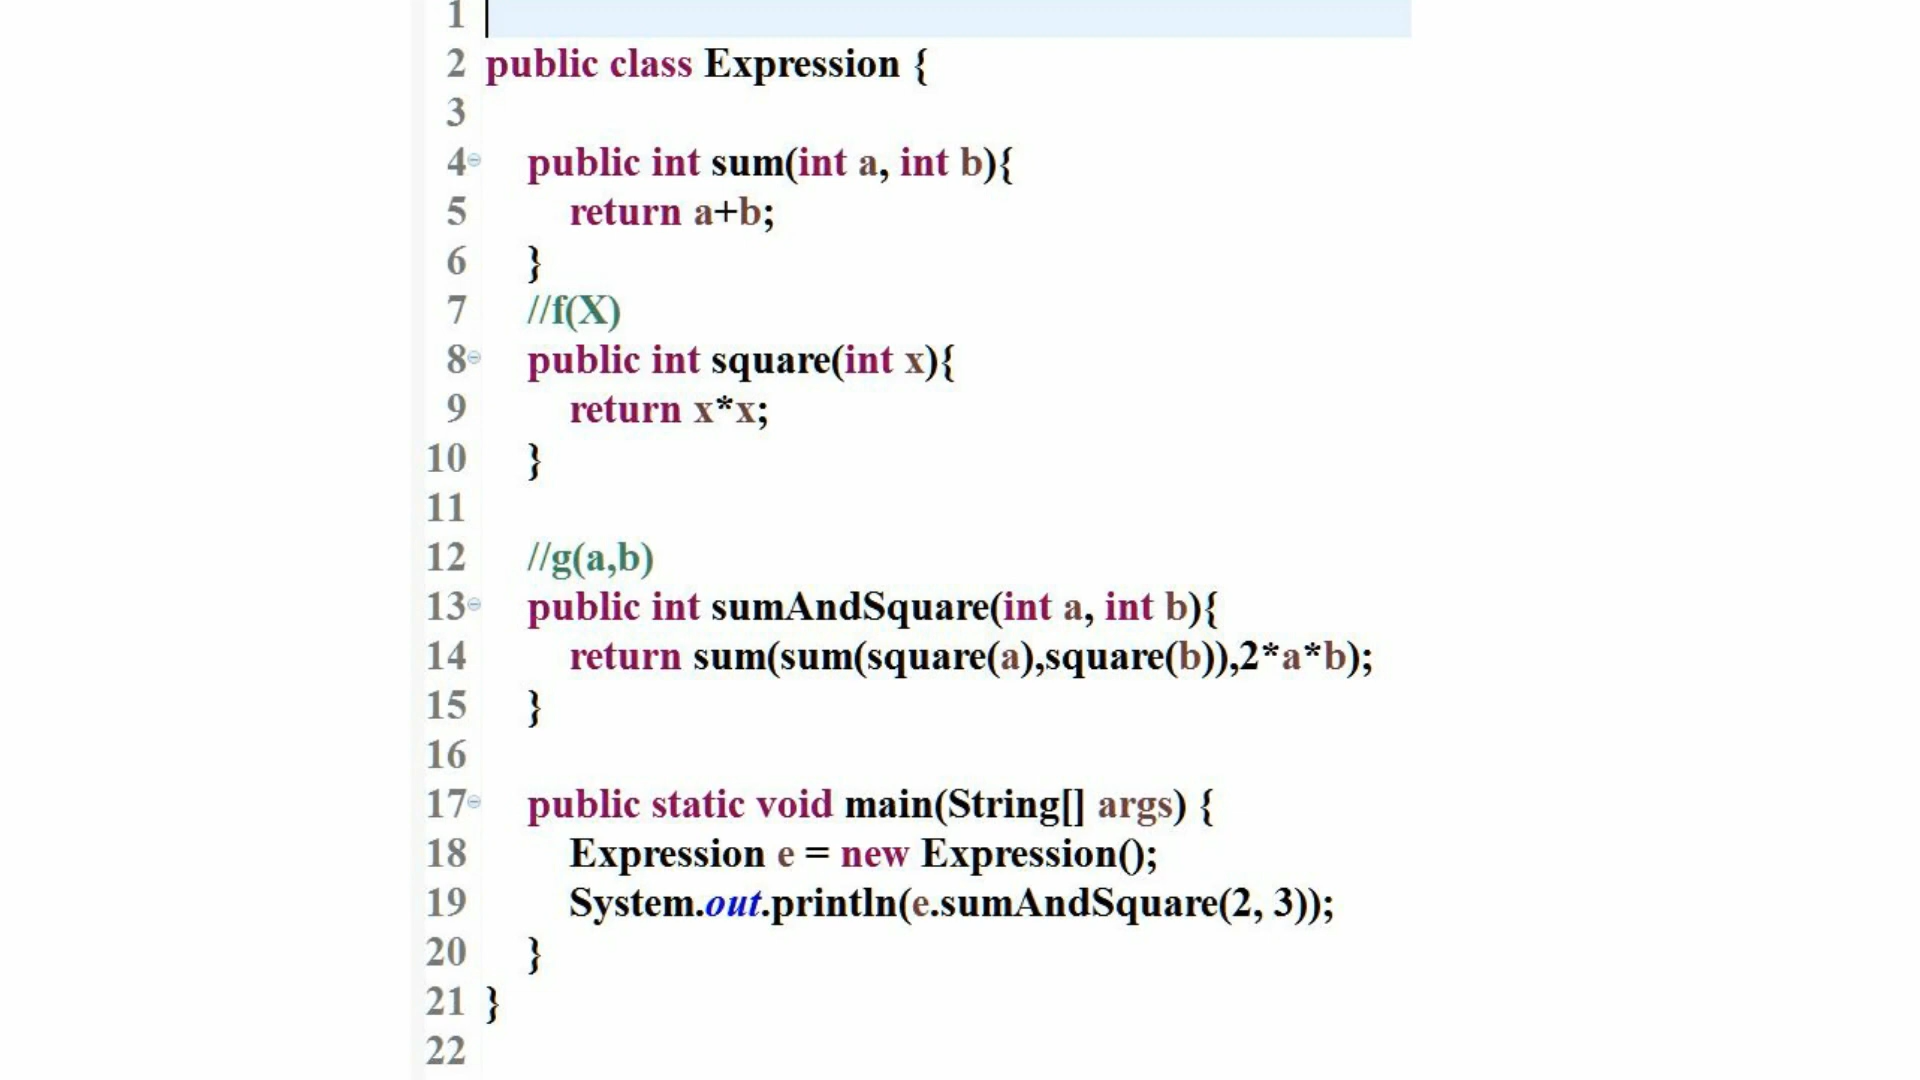 1
2 public class Expression {
3
4 public int sum(int a, int b){
5 return a+b;
6 }
7 //f(X)
8 public int square(int x){
9 return x*x;
10 }
11
12 //g(a,b)
13 public int sumAndSquare(int a, int b){
14 return sum(sum(square(a),square(b)),2*a*b);
15 }
16
17 public static void main(String[] args) {
18 Expression e = new Expression();
19 System.out.println(e.sumAndSquare(2, 3));
20 }
21 }
22